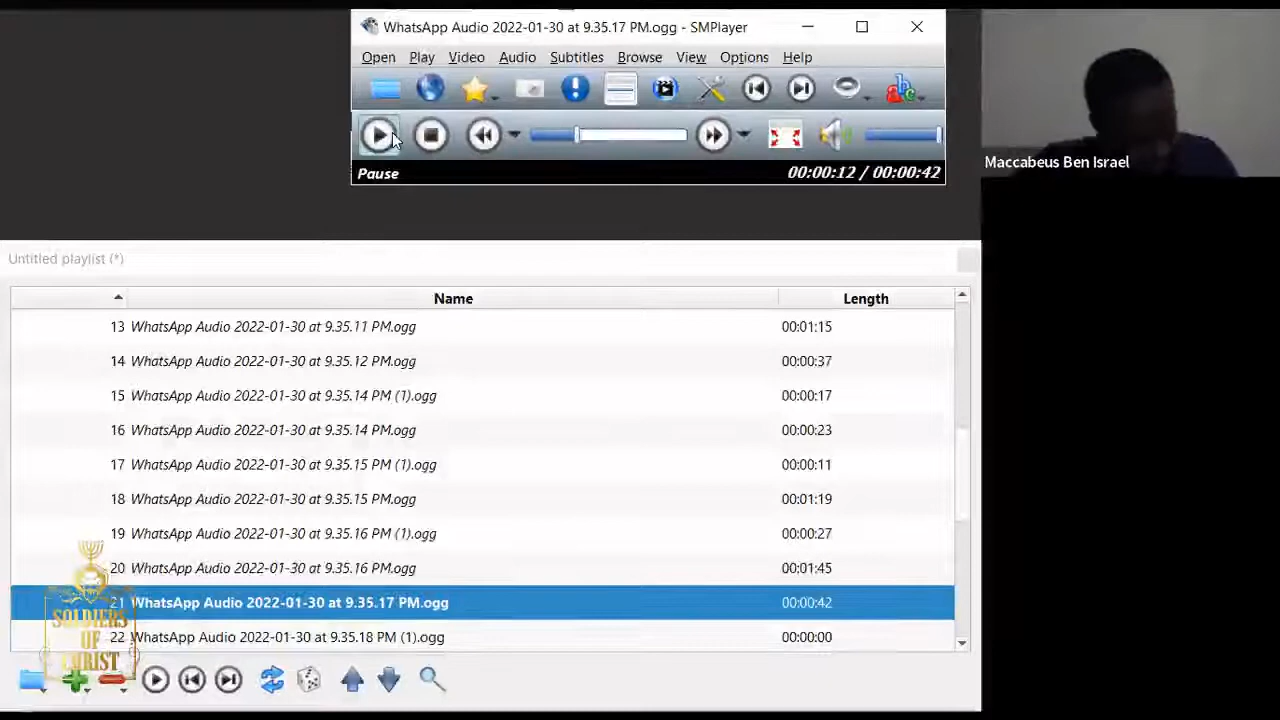 WhatsApp Audio 2022-01-30 at 9.35.17 PM.ogg - SMPlayer
Open Play Video Audio Subtitles Browse View Options Help
Pause 00:00:12 / 00:00:42
Maccabeus Ben Israel
Untitled playlist (*)
Name Length
13 WhatsApp Audio 2022-01-30 at 9.35.11 PM.ogg 00:01:15
14 WhatsApp Audio 2022-01-30 at 9.35.12 PM.ogg 00:00:37
15 WhatsApp Audio 2022-01-30 at 9.35.14 PM (1).ogg 00:00:17
16 WhatsApp Audio 2022-01-30 at 9.35.14 PM.ogg 00:00:23
17 WhatsApp Audio 2022-01-30 at 9.35.15 PM (1).ogg 00:00:11
18 WhatsApp Audio 2022-01-30 at 9.35.15 PM.ogg 00:01:19
19 WhatsApp Audio 2022-01-30 at 9.35.16 PM (1).ogg 00:00:27
20 WhatsApp Audio 2022-01-30 at 9.35.16 PM.ogg 00:01:45
21 WhatsApp Audio 2022-01-30 at 9.35.17 PM.ogg 00:00:42
22 WhatsApp Audio 2022-01-30 at 9.35.18 PM (1).ogg 00:00:00
SOLDIERS
OF
CHRIST